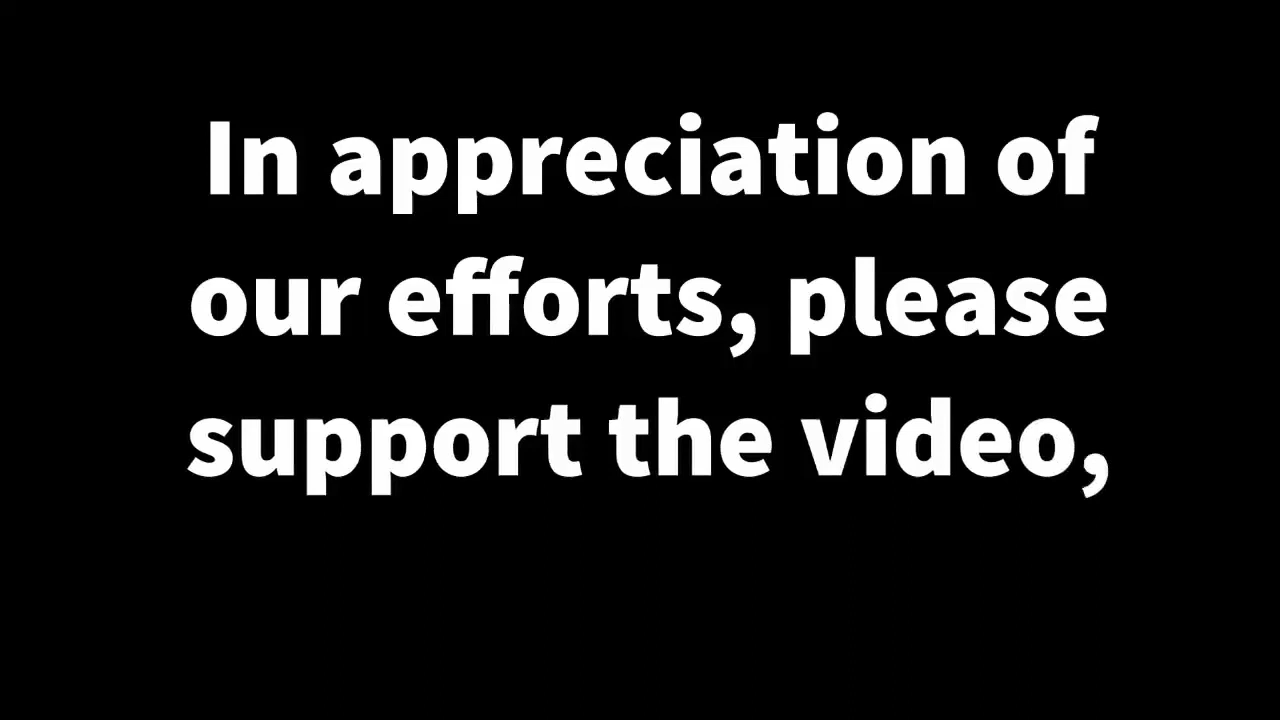 In appreciation of
our efforts, please
support the video,